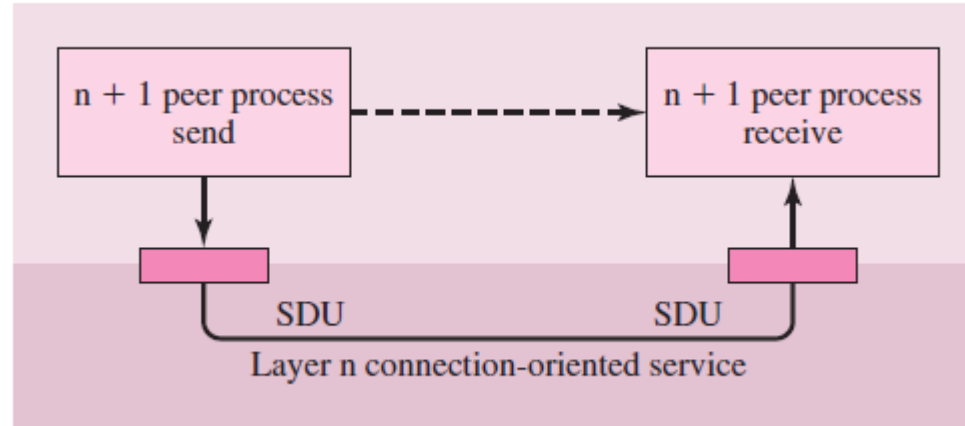 n + 1 peer process
send
n + 1 peer process
receive
SDU
SDU
Layer n connection-oriented service